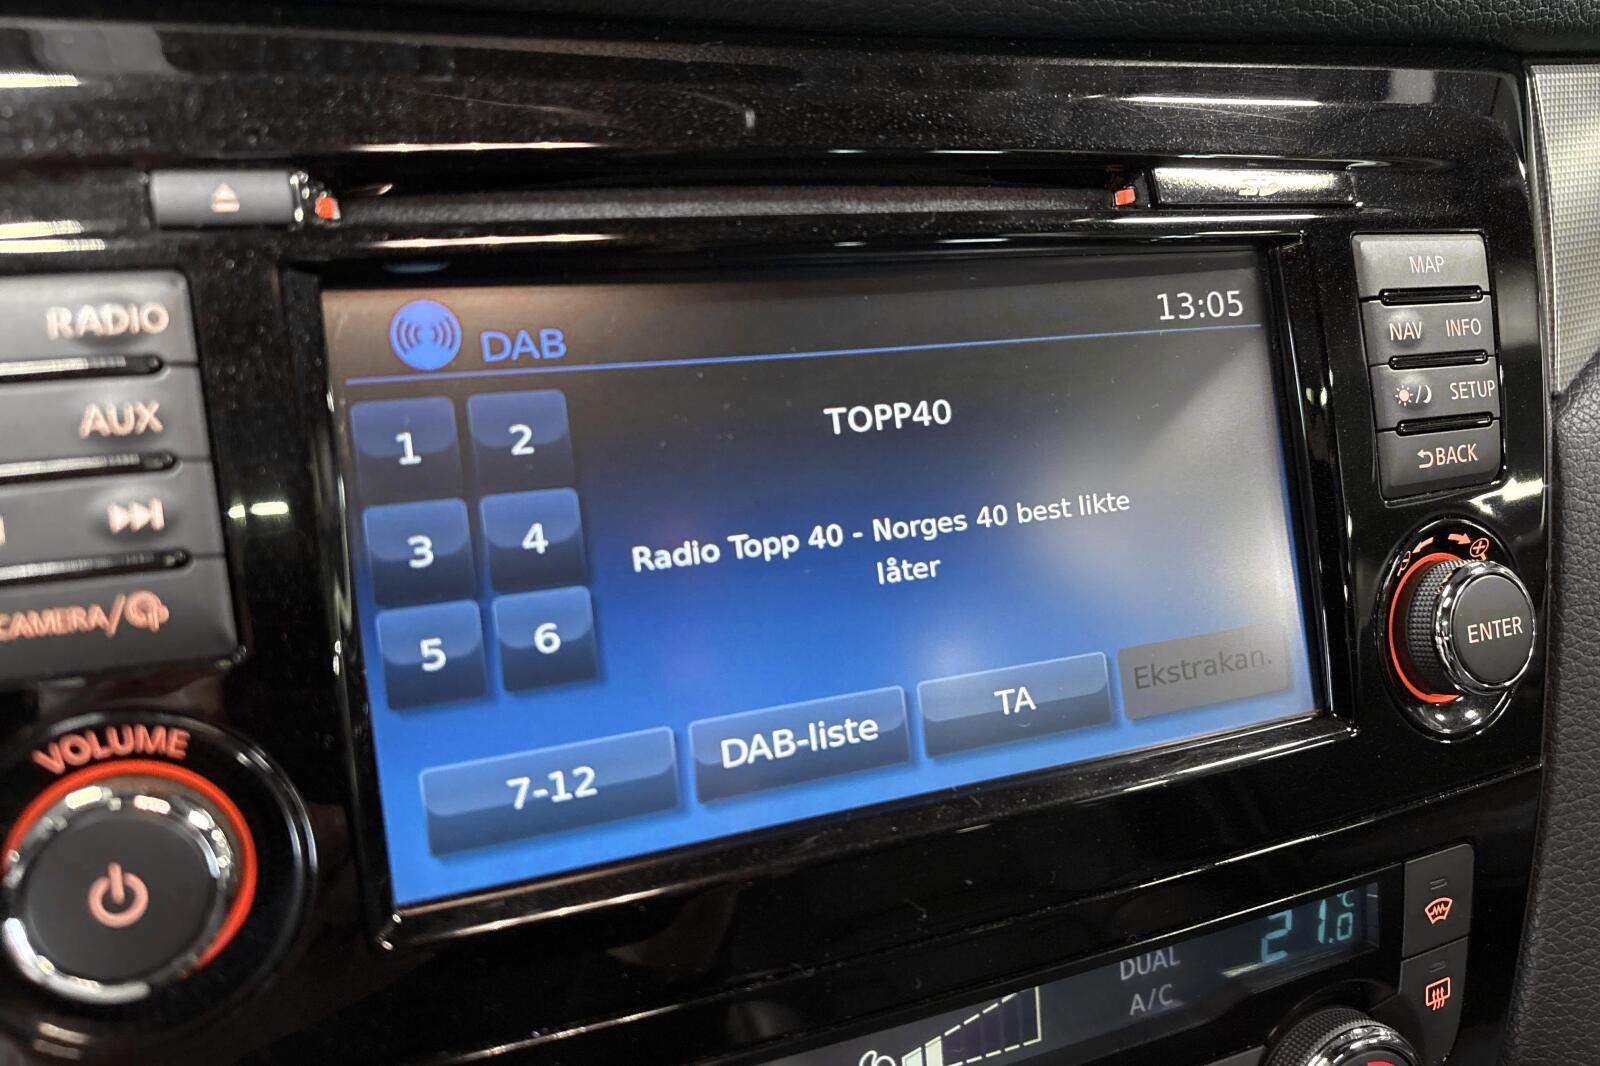 RADIO
AUX
CAMERA/
VOLUME
DAB
13:05
1
2
3
4
5
6
TOPP40
Radio Topp 40 - Norges 40 best likte
låter
7-12
DAB-liste
TA
Ekstrakan.
MAP
NAV INFO
SETUP
BACK
ENTER
21.0 °C
DUAL
A/C